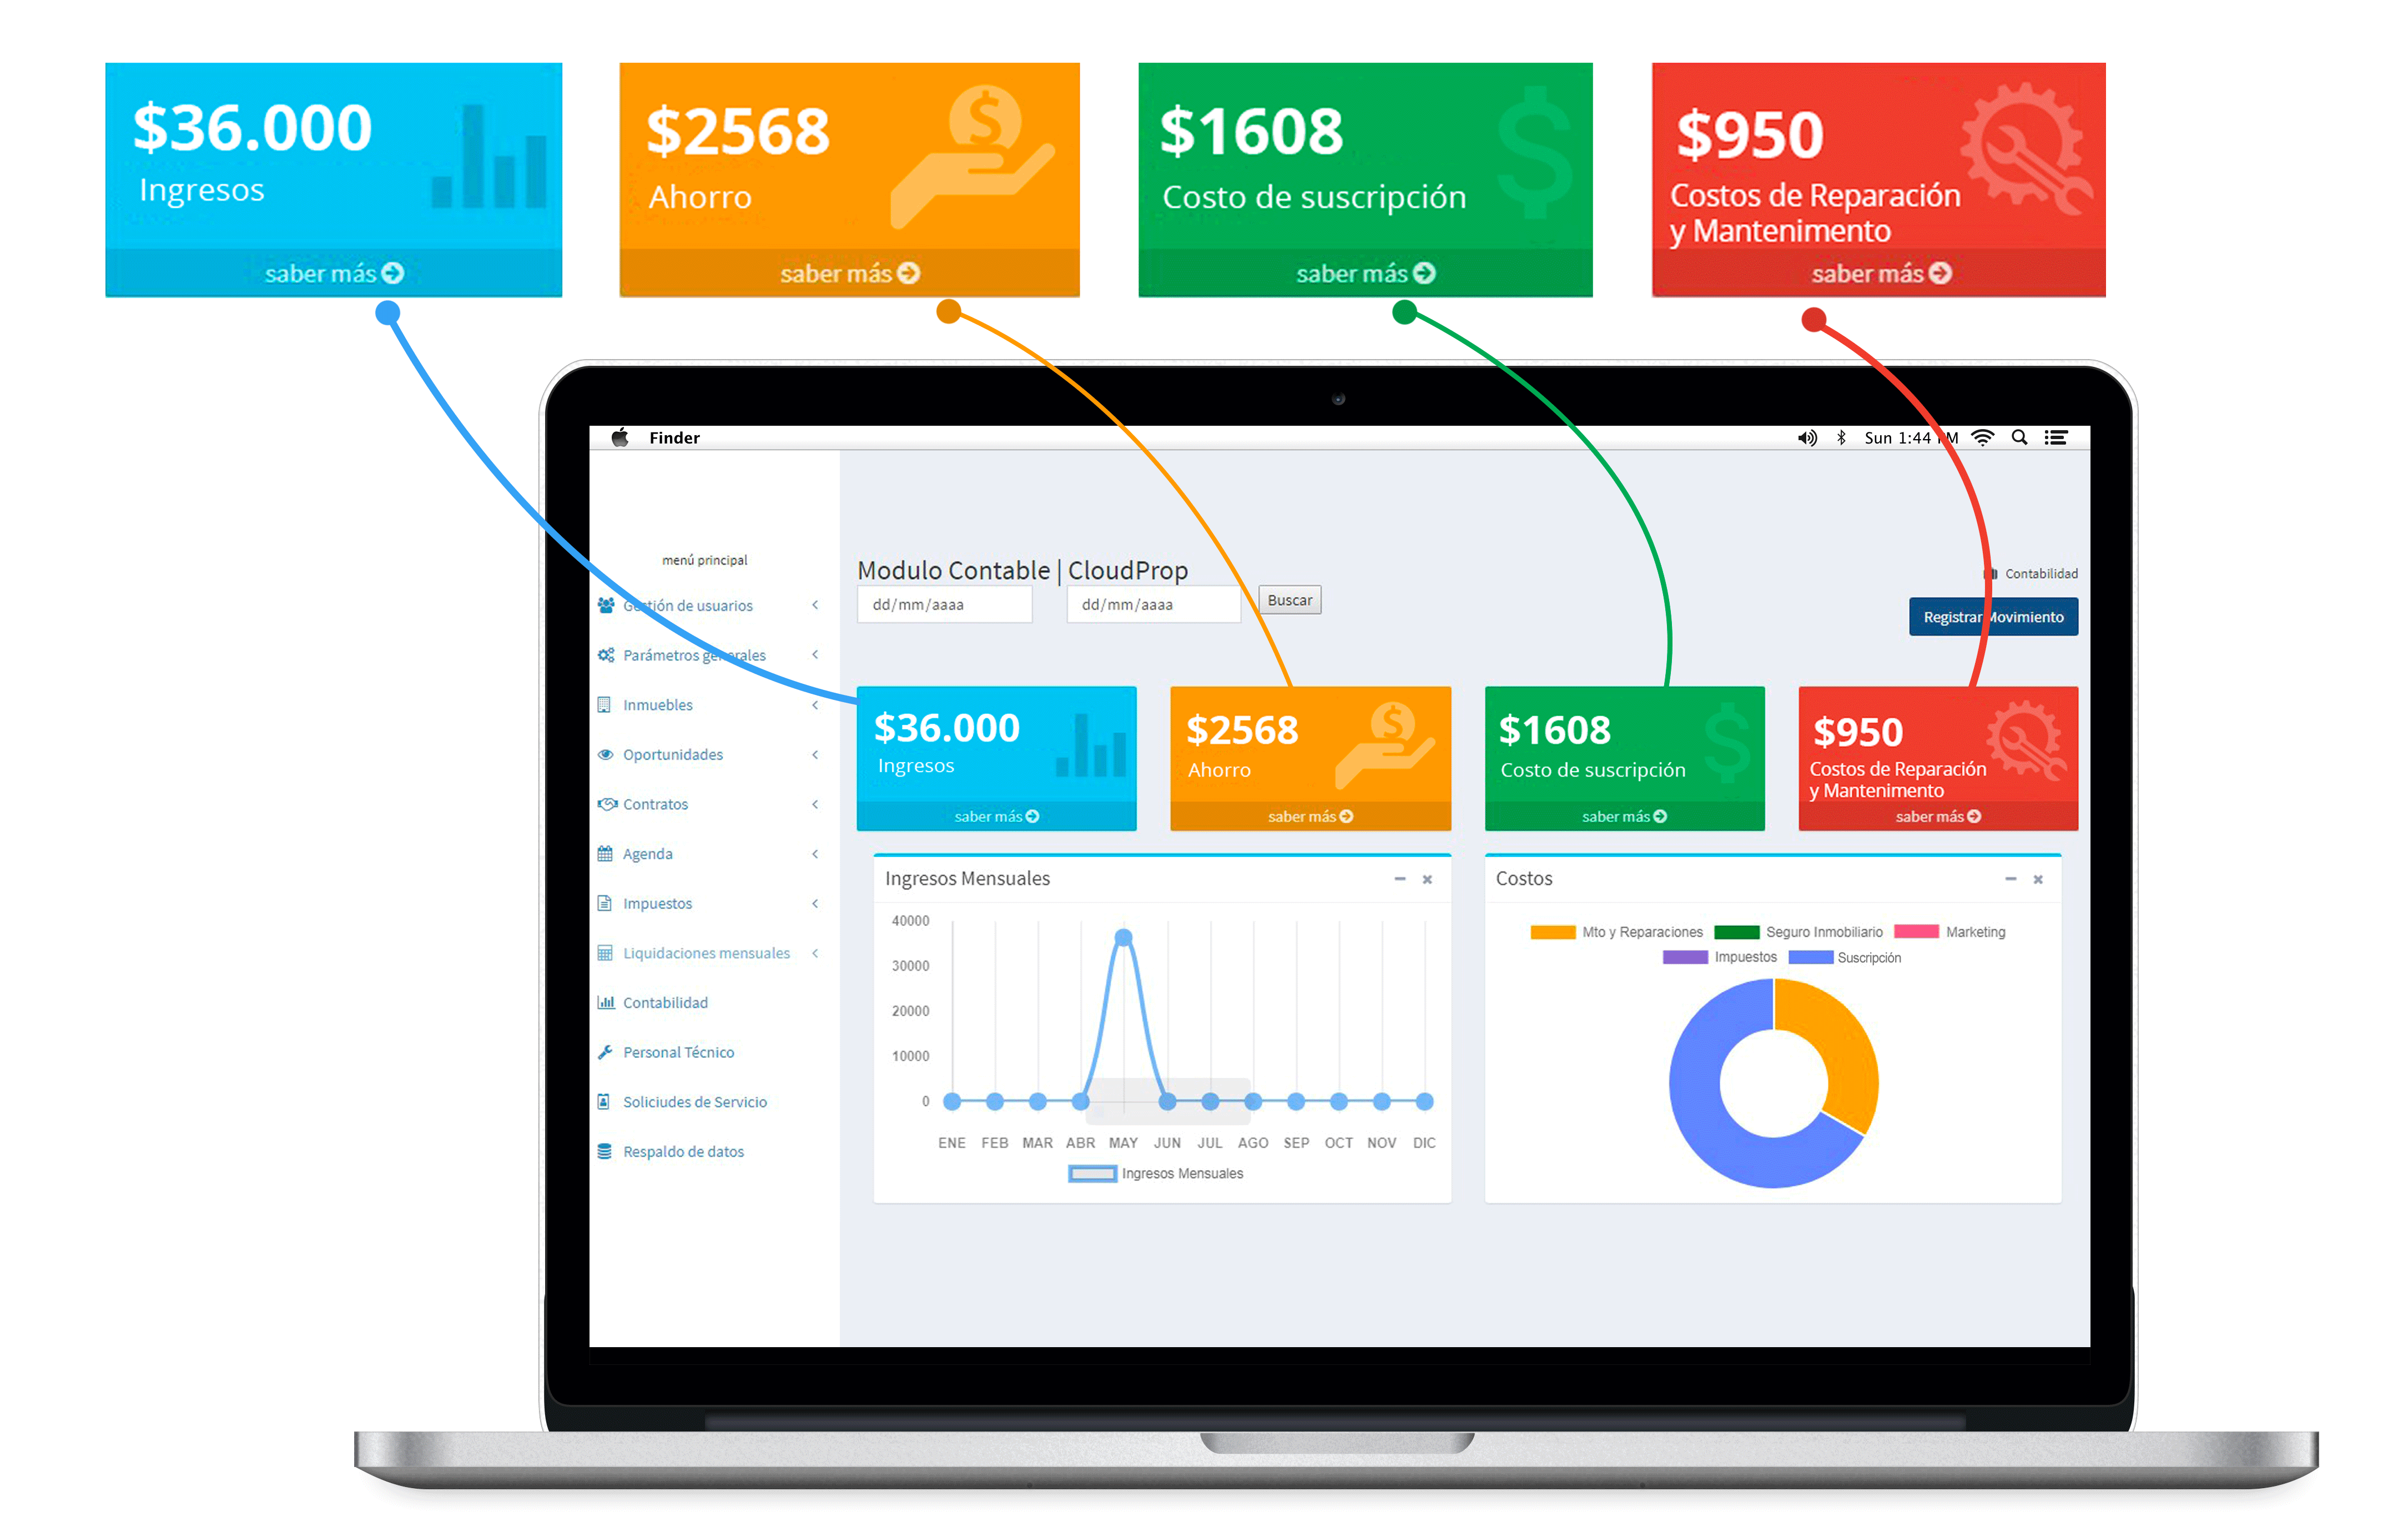 $36.000
Ingresos
saber más
$2568
Ahorro
saber más
$1608
Costo de suscripción
saber más
$950
Costos de Reparación
y Mantenimento
saber más
Finder
Sun 1:44 PM
menú principal
Gestión de usuarios
Parámetros generales
Inmuebles
Oportunidades
Contratos
Agenda
Impuestos
Liquidaciones mensuales
Contabilidad
Personal Técnico
Soliciudes de Servicio
Respaldo de datos
Modulo Contable | CloudProp
dd/mm/aaaa
dd/mm/aaaa
Buscar
Contabilidad
Registrar Movimiento
$36.000
Ingresos
saber más
$2568
Ahorro
saber más
$1608
Costo de suscripción
saber más
$950
Costos de Reparación
y Mantenimento
saber más
Ingresos Mensuales
40000
30000
20000
10000
0
ENE FEB MAR ABR MAY JUN JUL AGO SEP OCT NOV DIC
Ingresos Mensuales
Costos
Mto y Reparaciones Seguro Inmobiliario Marketing
Impuestos Suscripción